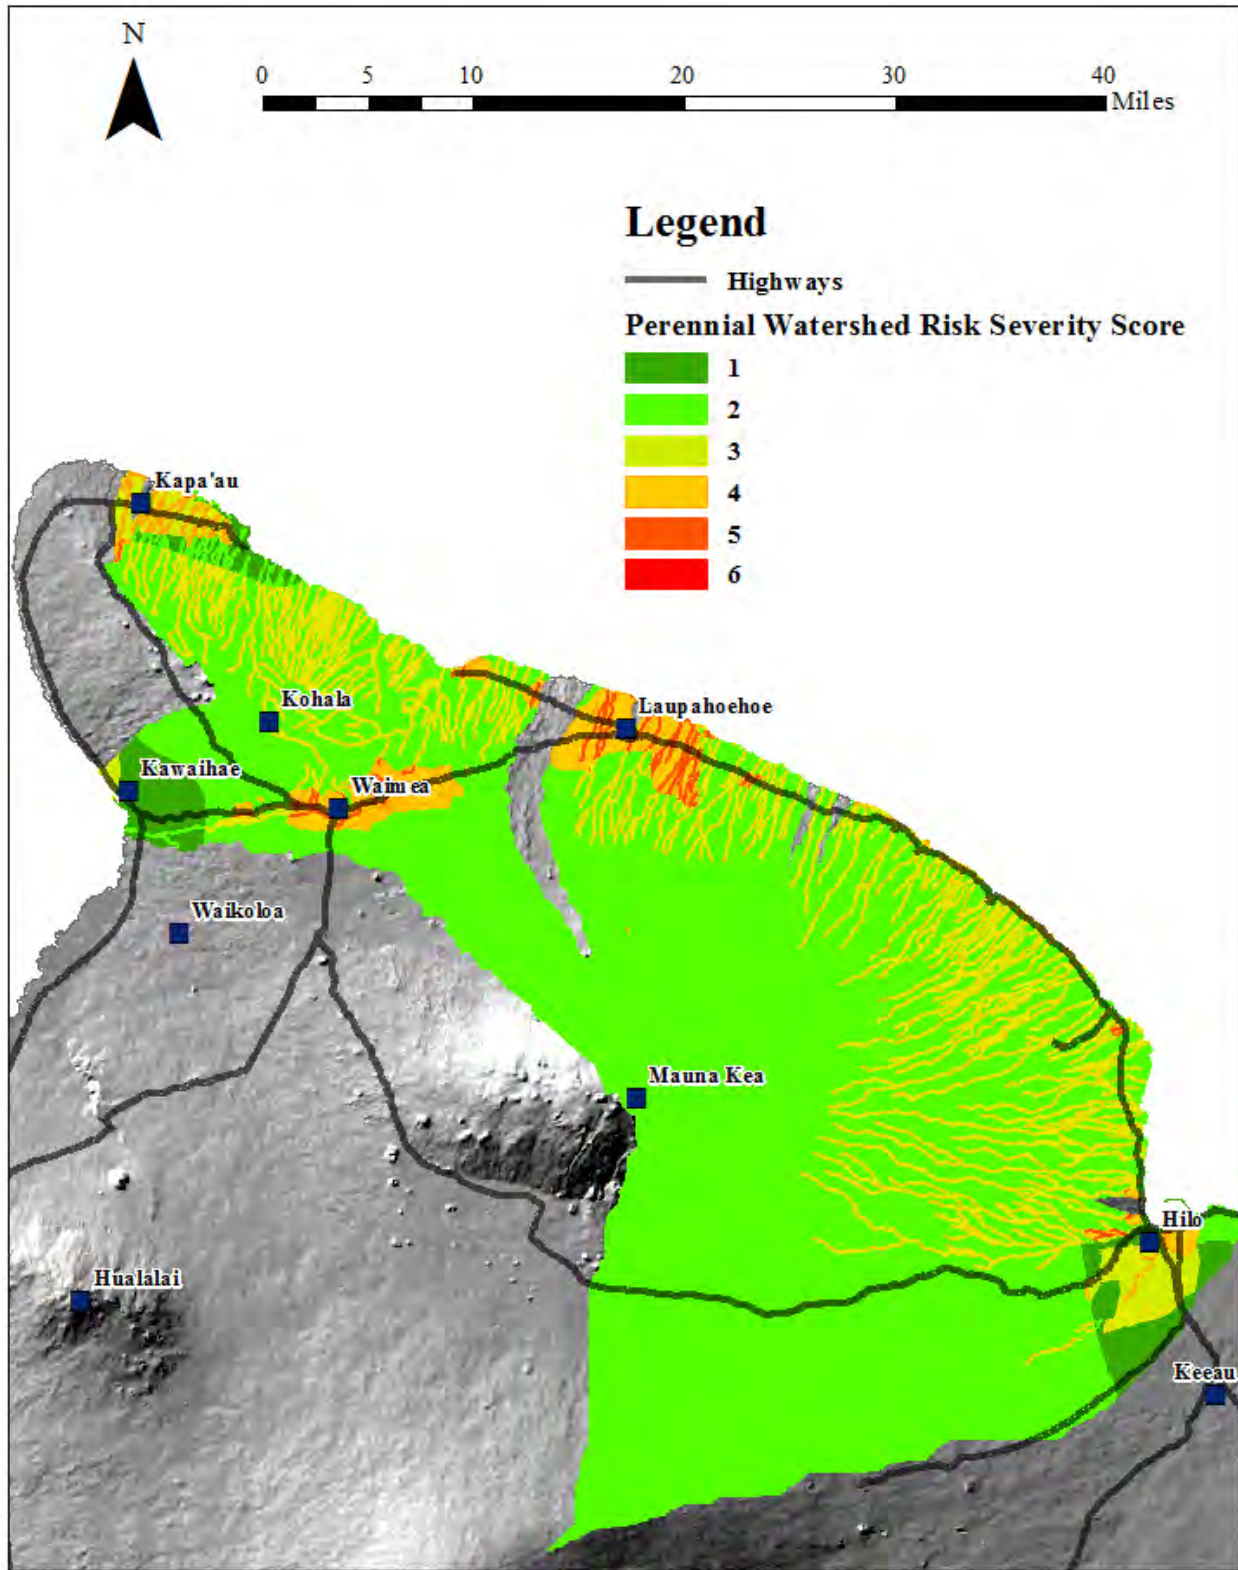 N
0 5 10 20 30 40
Miles
Legend
Highways
Perennial Watershed Risk Severity Score
1
2
3
4
5
6
Kapa'au
Kohala
Laupahoehoe
Kawaihae
Waimea
Waikoloa
Mauna Kea
Hilo
Hualalai
Keeau